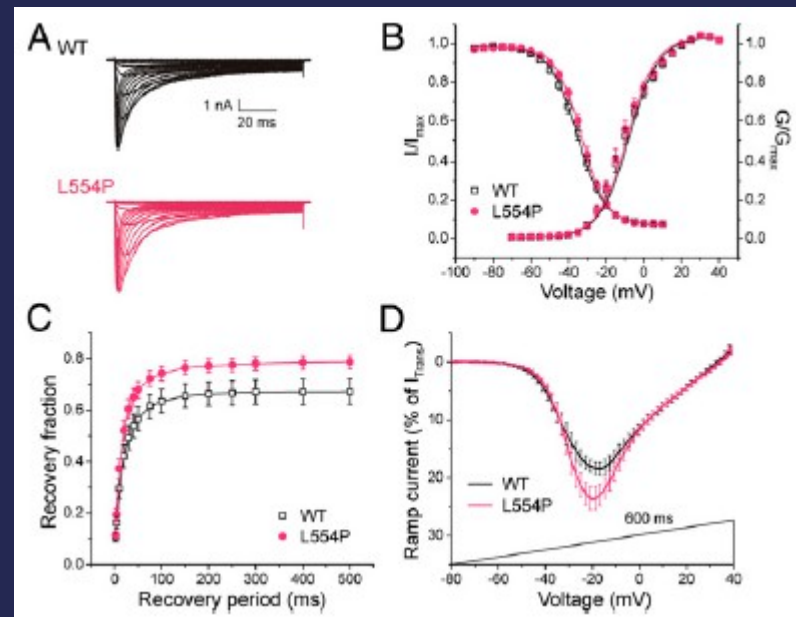 A
WT
1 nA
20 ms
L554P
B
1.0
0.8
0.6
0.4
0.2
0.0
I/Imax
1.0
0.8
0.6
0.4
0.2
0
G/Gmax
WT
L554P
-100 -80 -60 -40 -20 0 20 40
Voltage (mV)
C
0.8
0.6
0.4
0.2
0.0
Recovery fraction
WT
L554P
0 100 200 300 400 500
Recovery period (ms)
D
0
10
20
30
Ramp current (% of ITrans)
WT
L554P
600 ms
-80 -60 -40 -20 0 20 40
Voltage (mV)